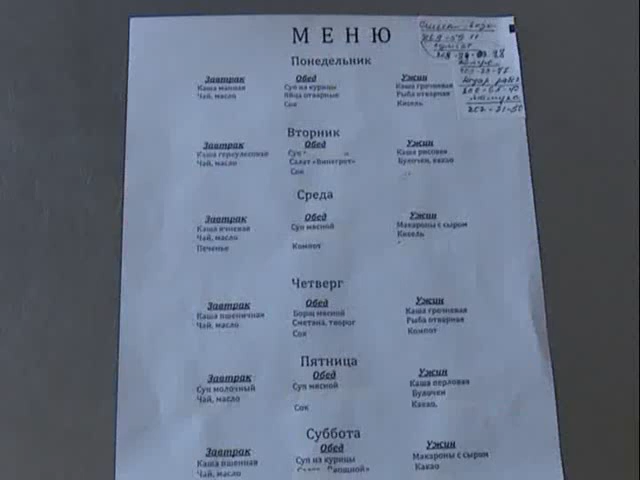 МЕНЮ
Понедельник
Завтрак Обед Ужин
Каша манная Суп из курицы Каша гречневая
Чай, масло Яйца отварные Рыба отварная
Сок Кисель
Вторник
Завтрак Обед Ужин
Каша геркулесовая Суп Каша рисовая
Чай, масло Салат «Винегрет» Булочки, какао
Сок
Среда
Завтрак Обед Ужин
Каша ячневая Суп мясной Макароны с сыром
Чай, масло Кисель
Печенье Компот
Четверг
Завтрак Обед Ужин
Каша пшеничная Борщ мясной Каша гречневая
Чай, масло Сметана, творог Рыба отварная
Сок Компот
Пятница
Завтрак Обед Ужин
Суп молочный Суп мясной Каша перловая
Чай, масло Булочки
Сок Какао,
Суббота
Завтрак Обед Ужин
Каша пшенная Суп из курицы Макароны с сыром
Чай, масло Какао